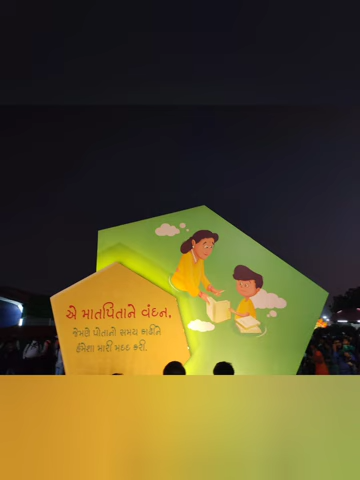 એ માતપિતાને વંદન,
જેમણે પોતાનો સમય કાઢીને
હંમેશા મારી મદદ કરી.